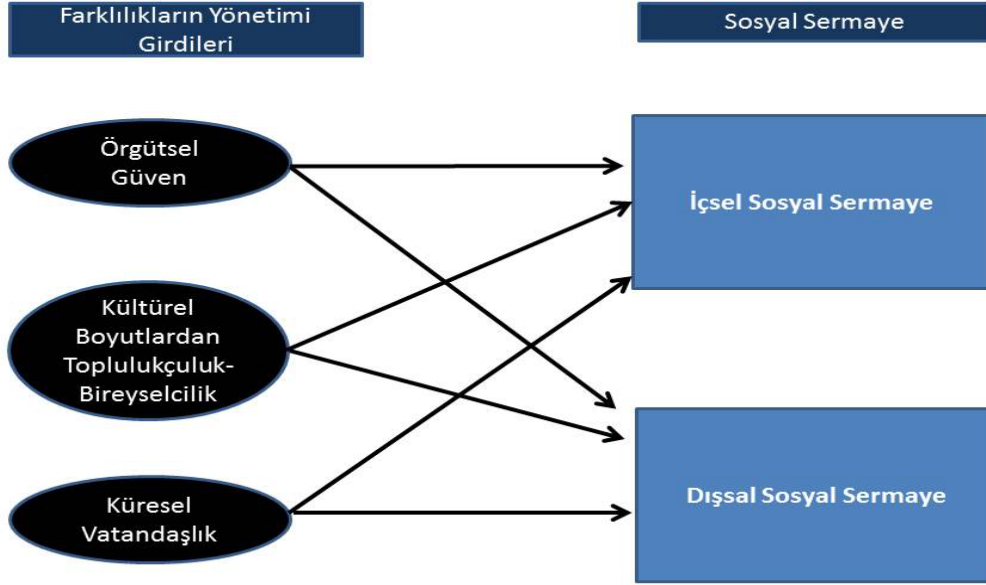 Farklılıkların Yönetimi
Girdileri
Sosyal Sermaye
Örgütsel
Güven
İçsel Sosyal Sermaye
Kültürel
Boyutlardan
Toplulukçuluk-
Bireyselcilik
Küresel
Vatandaşlık
Dışsal Sosyal Sermaye